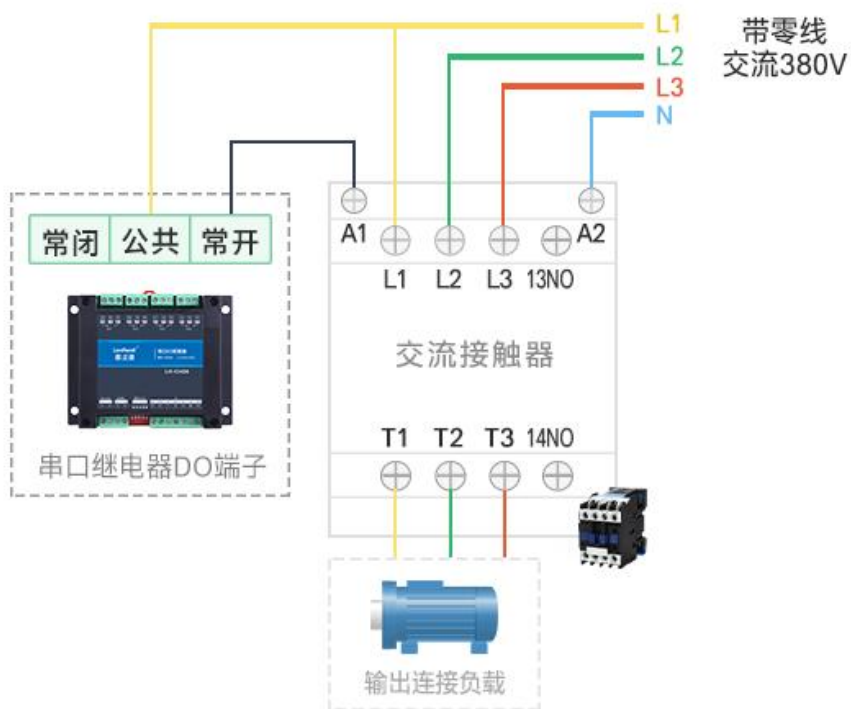 L1
L2
L3
N
带零线
交流380V
常闭 公共 常开
A1
A2
L1 L2 L3 13NO
交流接触器
T1 T2 T3 14NO
串口继电器DO端子
输出连接负载